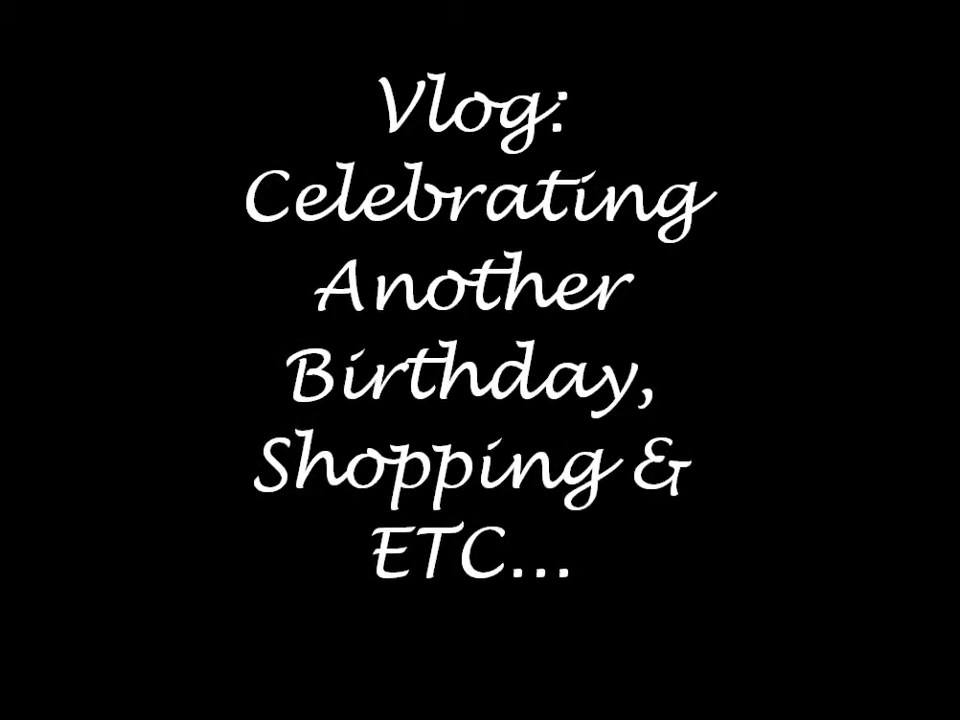 Vlog:
Celebrating
Another
Birthday,
Shopping &
ETC...